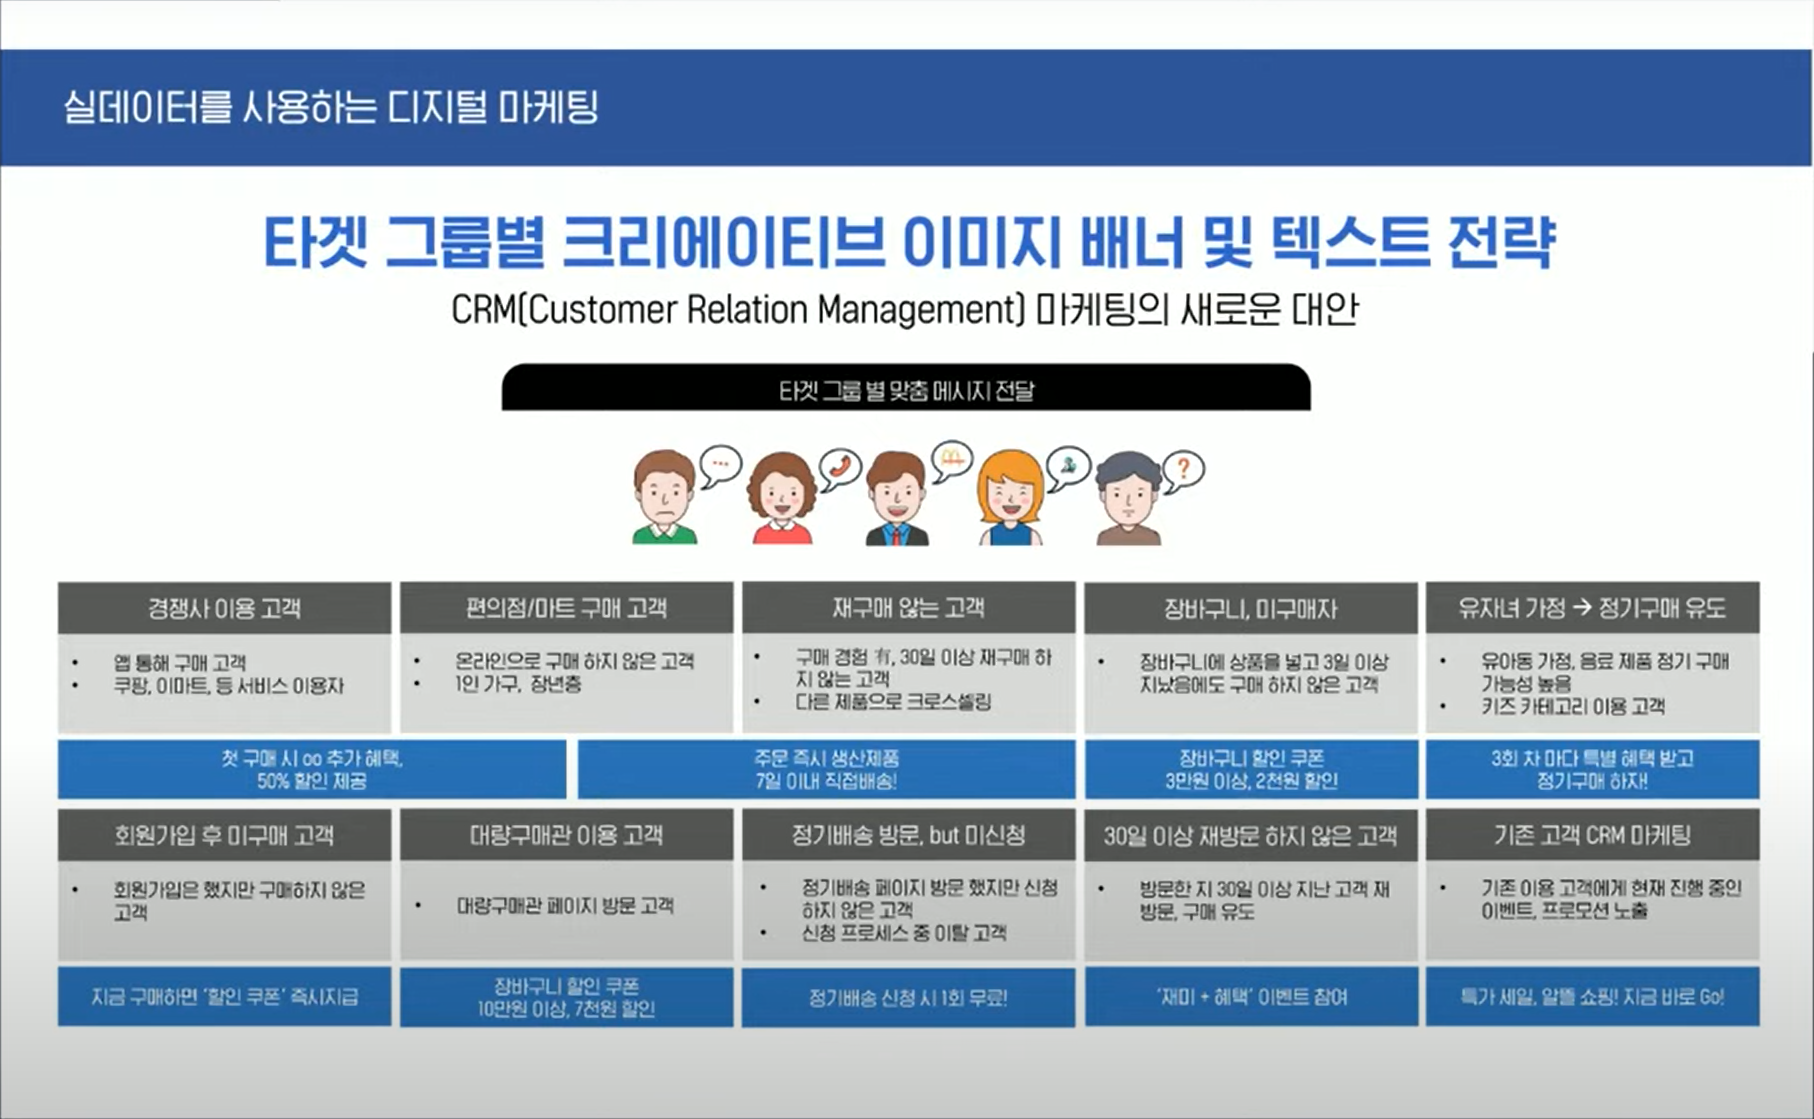 실데이터를 사용하는 디지털 마케팅
타겟 그룹별 크리에이티브 이미지 배너 및 텍스트 전략
CRM(Customer Relation Management) 마케팅의 새로운 대안
타겟 그룹 별 맞춤 메시지 전달
경쟁사 이용 고객
• 앱 통해 구매 고객
• 쿠팡, 이마트, 등 서비스 이용자
편의점/마트 구매 고객
• 온라인으로 구매 하지 않은 고객
• 1인 가구, 장년층
재구매 않는 고객
• 구매 경험 有, 30일 이상 재구매 하
지 않는 고객
• 다른 제품으로 크로스셀링
장바구니, 미구매자
• 장바구니에 상품을 넣고 3일 이상
지났음에도 구매 하지 않은 고객
유자녀 가정 → 정기구매 유도
• 유아동 가정, 음료 제품 정기 구매
가능성 높음
• 키즈 카테고리 이용 고객
첫 구매 시 oo 추가 혜택,
50% 할인 제공
주문 즉시 생산제품
7일 이내 직접배송!
장바구니 할인 쿠폰
3만원 이상, 2천원 할인
3회 차 마다 특별 혜택 받고
정기구매 하자!
회원가입 후 미구매 고객
• 회원가입은 했지만 구매하지 않은
고객
대량구매관 이용 고객
• 대량구매관 페이지 방문 고객
정기배송 방문, but 미신청
• 정기배송 페이지 방문 했지만 신청
하지 않은 고객
• 신청 프로세스 중 이탈 고객
30일 이상 재방문 하지 않은 고객
• 방문한 지 30일 이상 지난 고객 재
방문, 구매 유도
기존 고객 CRM 마케팅
• 기존 이용 고객에게 현재 진행 중인
이벤트, 프로모션 노출
지금 구매하면 '할인 쿠폰' 즉시지급
장바구니 할인 쿠폰
10만원 이상, 7천원 할인
정기배송 신청 시 1회 무료!
'재미 + 혜택' 이벤트 참여
특가 세일, 알뜰 쇼핑! 지금 바로 Go!